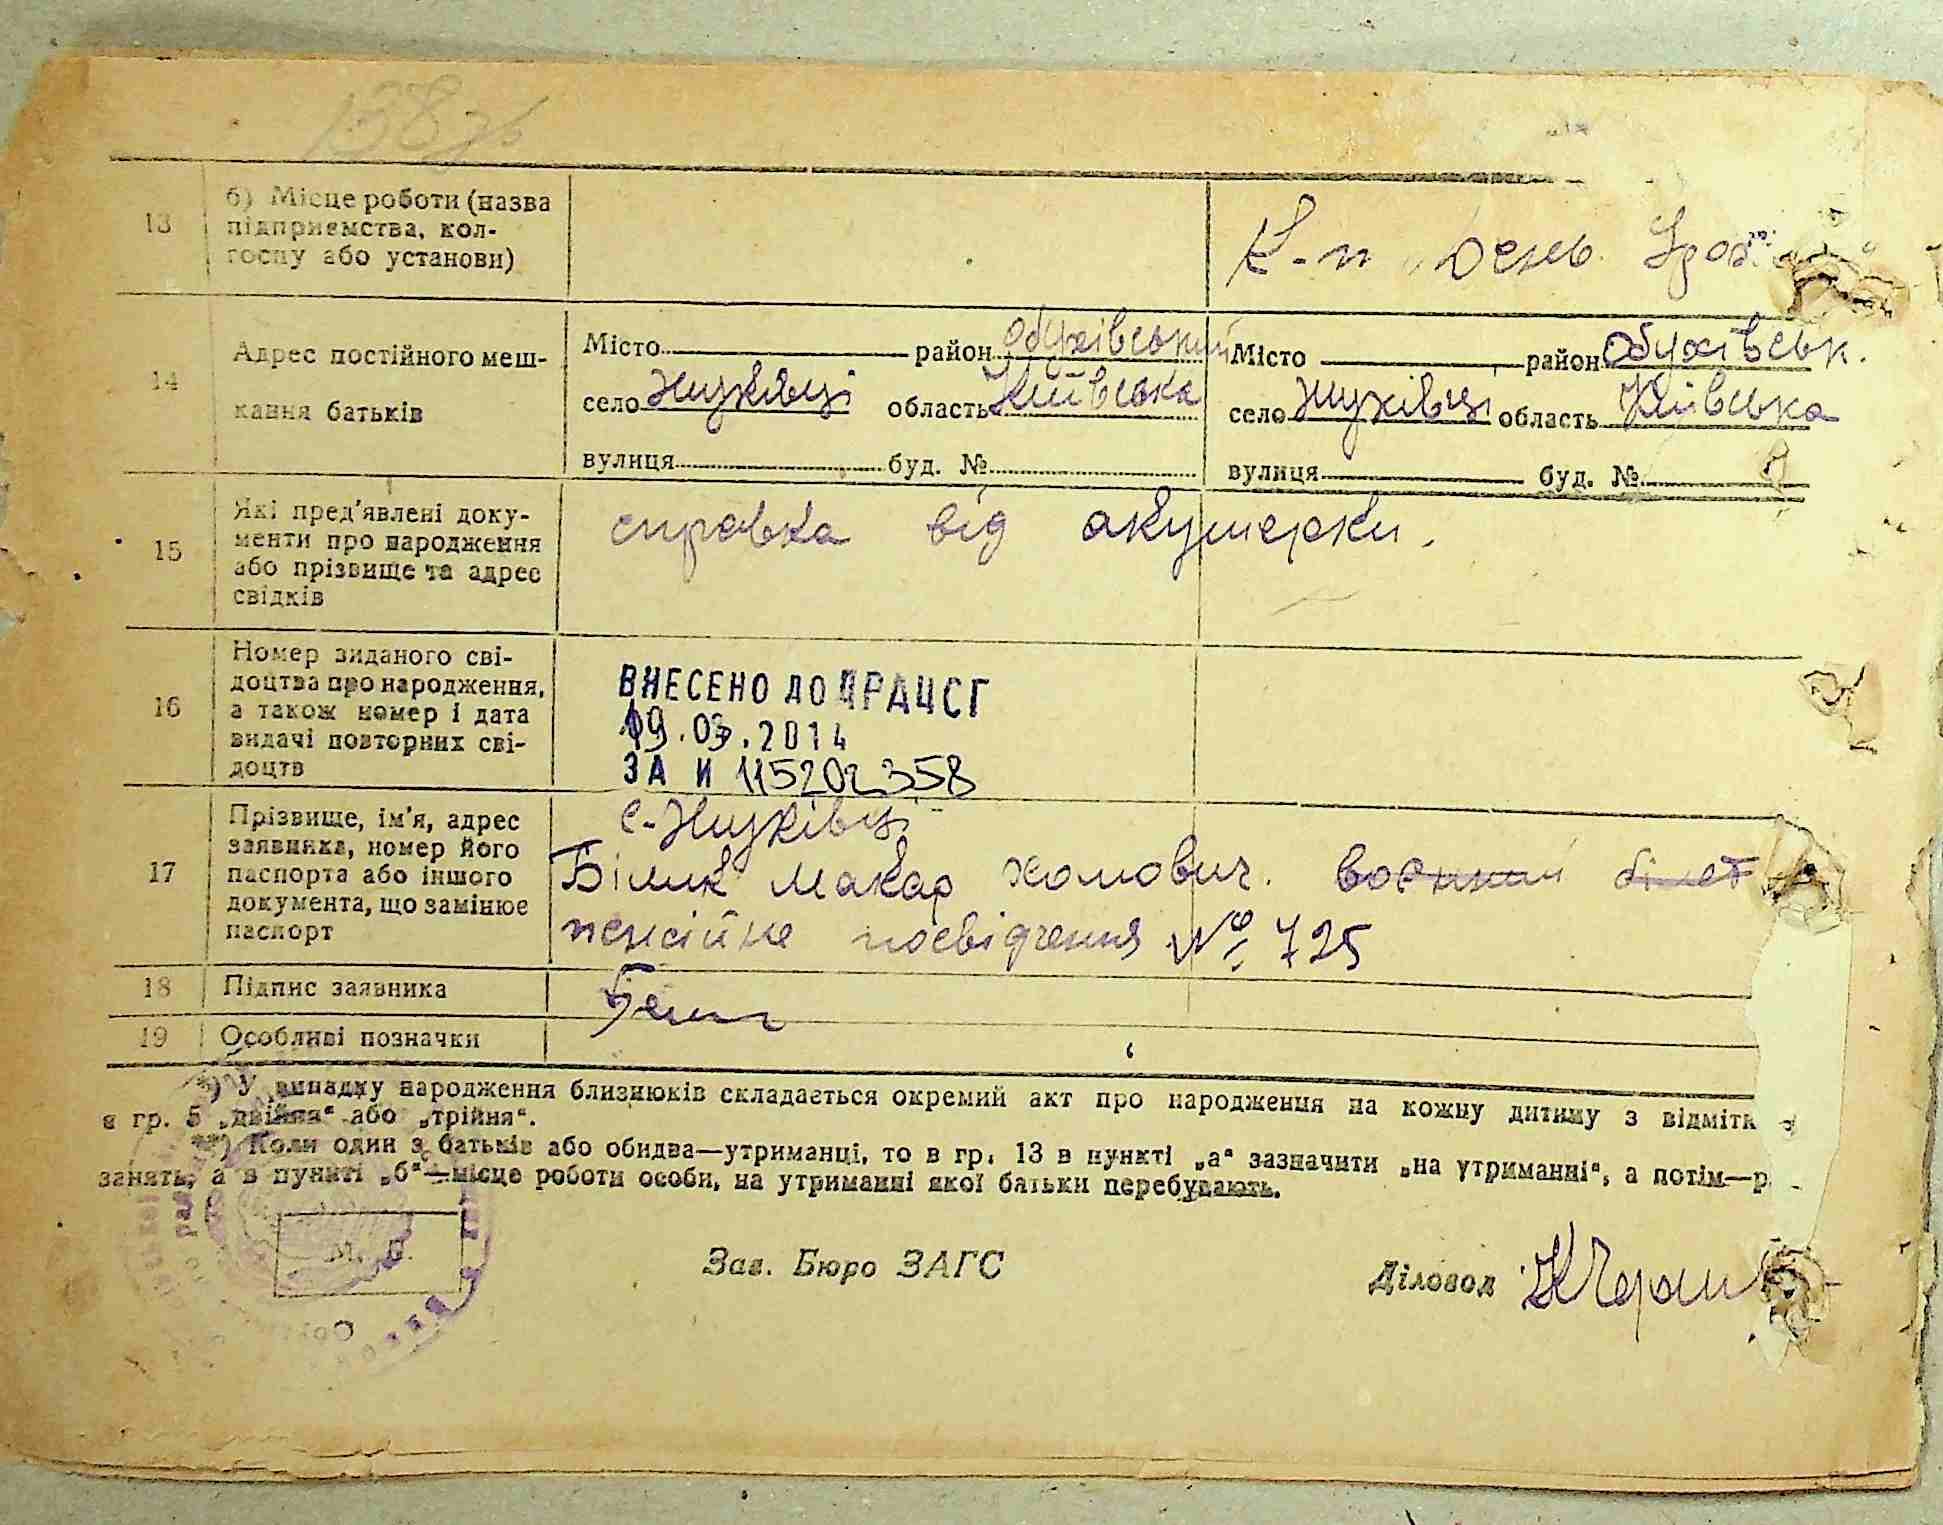 138 зв
13 б) Місце роботи (назва
підприємства, кол-
госпу або установи)
К-п
14 Адрес постійного меш-
кання батьків
Місто район Обухівський Місто район Обухівськ.
село Жуківці область Київська село Жуківці область Київська
вулиця буд. № вулиця буд. №
15 Які пред'явлені доку-
менти про народження
або прізвище та адрес
свідків
справка від акушерки.
16 Номер виданого сві-
доцтва про народження,
а також номер і дата
видачі повторних сві-
доцтв
ВНЕСЕНО ДО ДРАЦСГ
19.03.2014
ЗА И 115202358
17 Прізвище, ім'я, адрес
заявника, номер його
паспорта або іншого
документа, що замінює
паспорт
с-Жуківці
Білик Макар Хомович. воєнний білет
пенсійне посвідчення № 725
18 Підпис заявника
19 Особливі позначки
*) У випадку народження близнюків складається окремий акт про народження на кожну дитину з відмітк
в гр. 5 „двійня“ або „трійня“.
**) Коли один з батьків або обидва—утриманці, то в гр. 13 в пункті „а“ зазначити „на утриманні“, а потім—р
занять, а в пункті „б“—місце роботи особи, на утриманні якої батьки перебувають.
М. П.
Зав. Бюро ЗАГС
Діловод